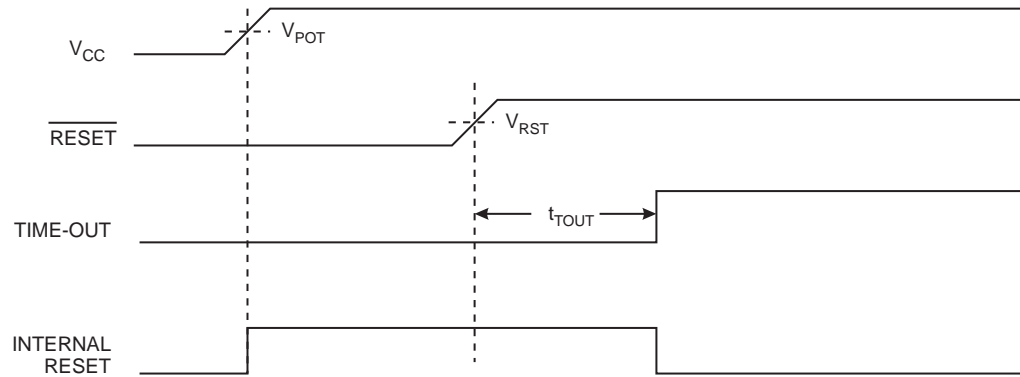 V_CC
V_POT
RESET
V_RST
TIME-OUT
t_TOUT
INTERNAL
RESET